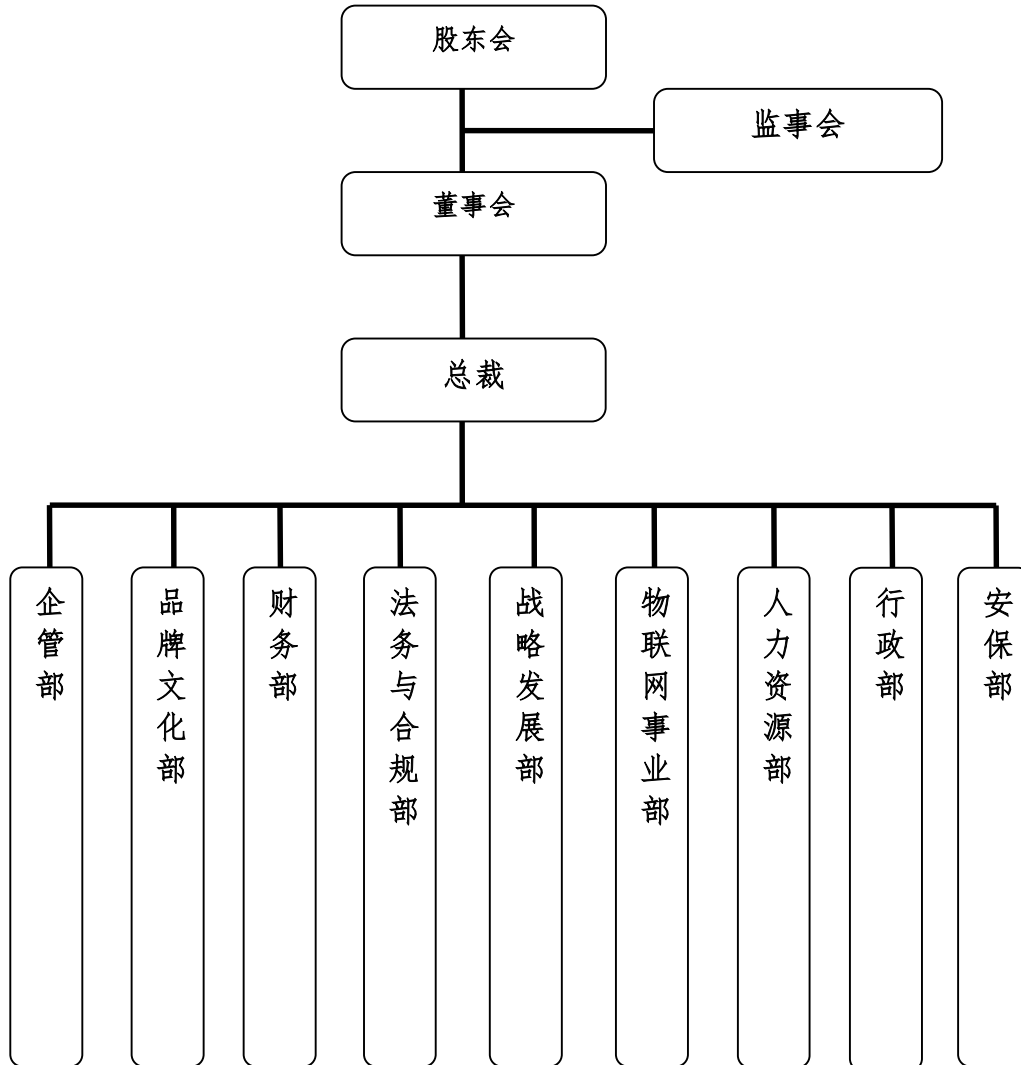 股东会
监事会
董事会
总裁
企管部
品牌文化部
财务部
法务与合规部
战略发展部
物联网事业部
人力资源部
行政部
安保部